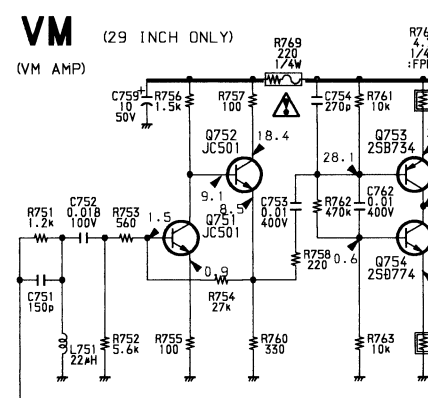 VM (29 INCH ONLY)
(VM AMP)
R769
220
1/4W
R76
4.
1/4
:FP
C759
10
50V
R756
1.5k
R757
100
C754
270p
R761
10k
Q752
JC501
18.4
Q753
2SB734
28.1
9.1
8.5
C752
0.018
100V
R753
560
1.5
Q751
JC501
C753
0.01
400V
R762
470k
C762
0.01
400V
R751
1.2k
R758
220
0.6
Q754
2SD774
0.9
R754
27k
C751
150p
L751
22µH
R752
5.6k
R755
100
R760
330
R763
10k